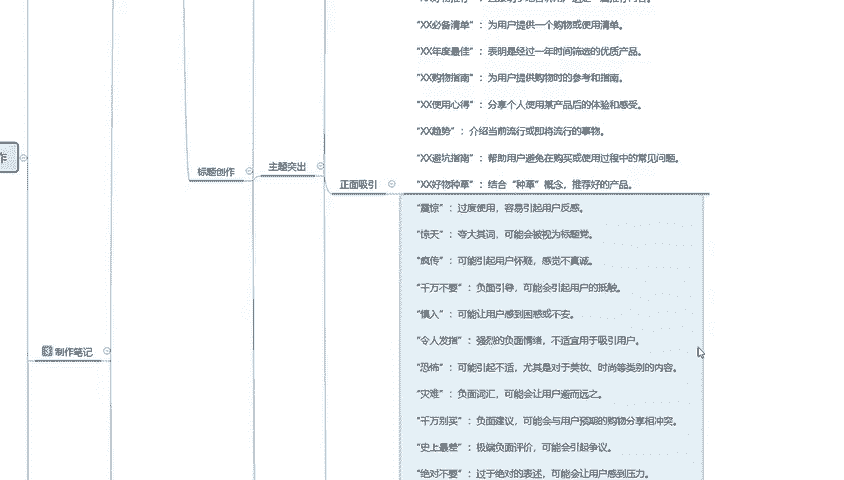 "XX必备清单"：为用户提供一个购物或使用清单。
"XX年度最佳"：表明是经过一年时间筛选的优质产品。
"XX购物指南"：为用户提供购物时的参考和指南。
"XX使用心得"：分享个人使用某产品后的体验和感受。
"XX趋势"：介绍当前流行或即将流行的事物。
"XX避坑指南"：帮助用户避免在购买或使用过程中的常见问题。
"XX好物种草"：结合"种草"概念，推荐好的产品。
作
标题创作
主题突出
正面吸引
"震惊"：过度使用，容易引起用户反感。
"惊天"：夸大其词，可能会被视为标题党。
"疯传"：可能引起用户怀疑，感觉不真诚。
"千万不要"：负面引导，可能会引起用户的抵触。
"慎入"：可能让用户感到困惑或不安。
"令人发指"：强烈的负面情绪，不适宜用于吸引用户。
制作笔记
"恐怖"：可能引起不适，尤其是对于美妆、时尚等类别的内容。
"灾难"：负面词汇，可能会让用户避而远之。
"千万别买"：负面建议，可能会与用户预期的购物分享相冲突。
"史上最差"：极端负面评价，可能会引起争议。
"绝对不要"：过于绝对的表述，可能会让用户感到压力。